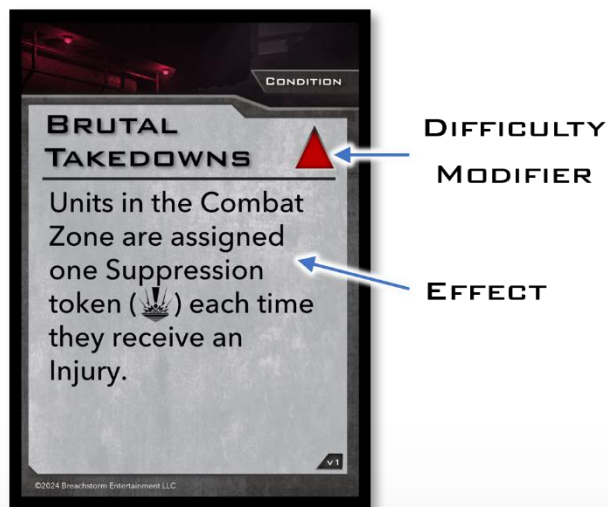 CONDITION
BRUTAL
TAKEDOWNS
Units in the Combat
Zone are assigned
one Suppression
token ( ) each time
they receive an
Injury.
v1
©2024 Breachstorm Entertainment LLC
DIFFICULTY
MODIFIER
EFFECT